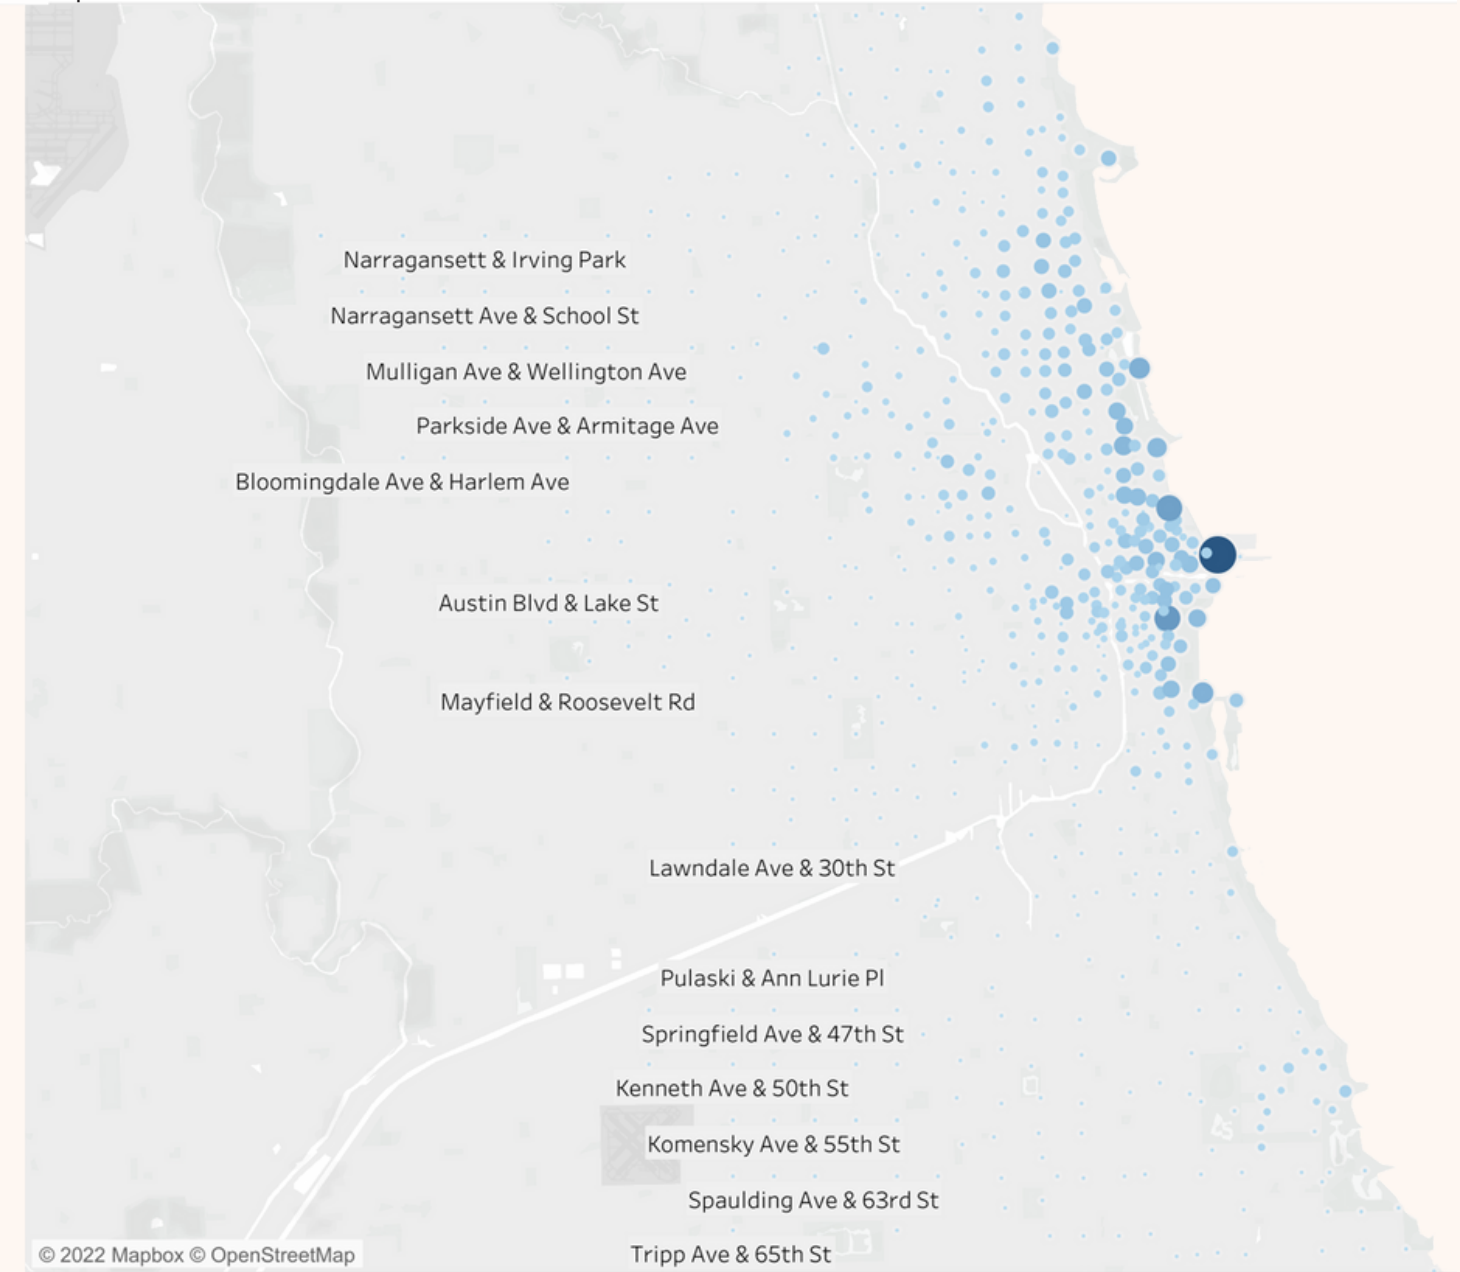 Narragansett & Irving Park
Narragansett Ave & School St
Mulligan Ave & Wellington Ave
Parkside Ave & Armitage Ave
Bloomingdale Ave & Harlem Ave
Austin Blvd & Lake St
Mayfield & Roosevelt Rd
Lawndale Ave & 30th St
Pulaski & Ann Lurie Pl
Springfield Ave & 47th St
Kenneth Ave & 50th St
Komensky Ave & 55th St
Spaulding Ave & 63rd St
Tripp Ave & 65th St
© 2022 Mapbox © OpenStreetMap